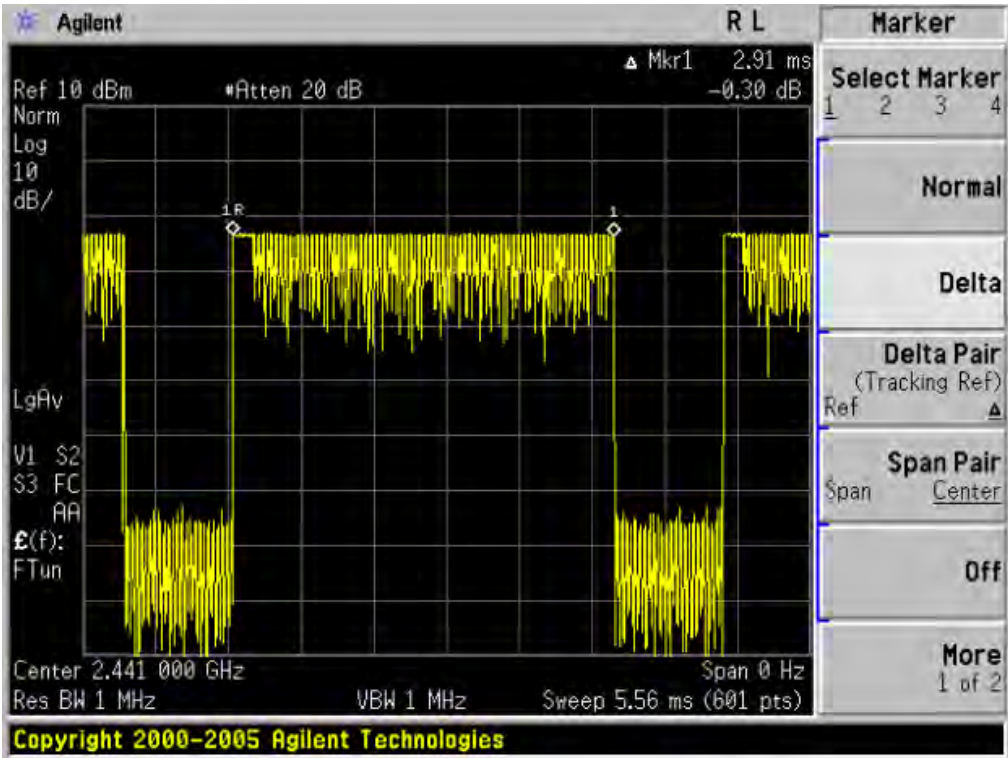 Agilent
R L
Δ Mkr1 2.91 ms
Ref 10 dBm #Atten 20 dB -0.30 dB
Norm
Log
10
dB/
1R
1
LgAv
V1 S2
S3 FC
AA
£(f):
FTun
Center 2.441 000 GHz Span 0 Hz
Res BW 1 MHz VBW 1 MHz Sweep 5.56 ms (601 pts)
Copyright 2000-2005 Agilent Technologies
Marker
Select Marker
1 2 3 4
Normal
Delta
Delta Pair
(Tracking Ref)
Ref Δ
Span Pair
Span Center
Off
More
1 of 2